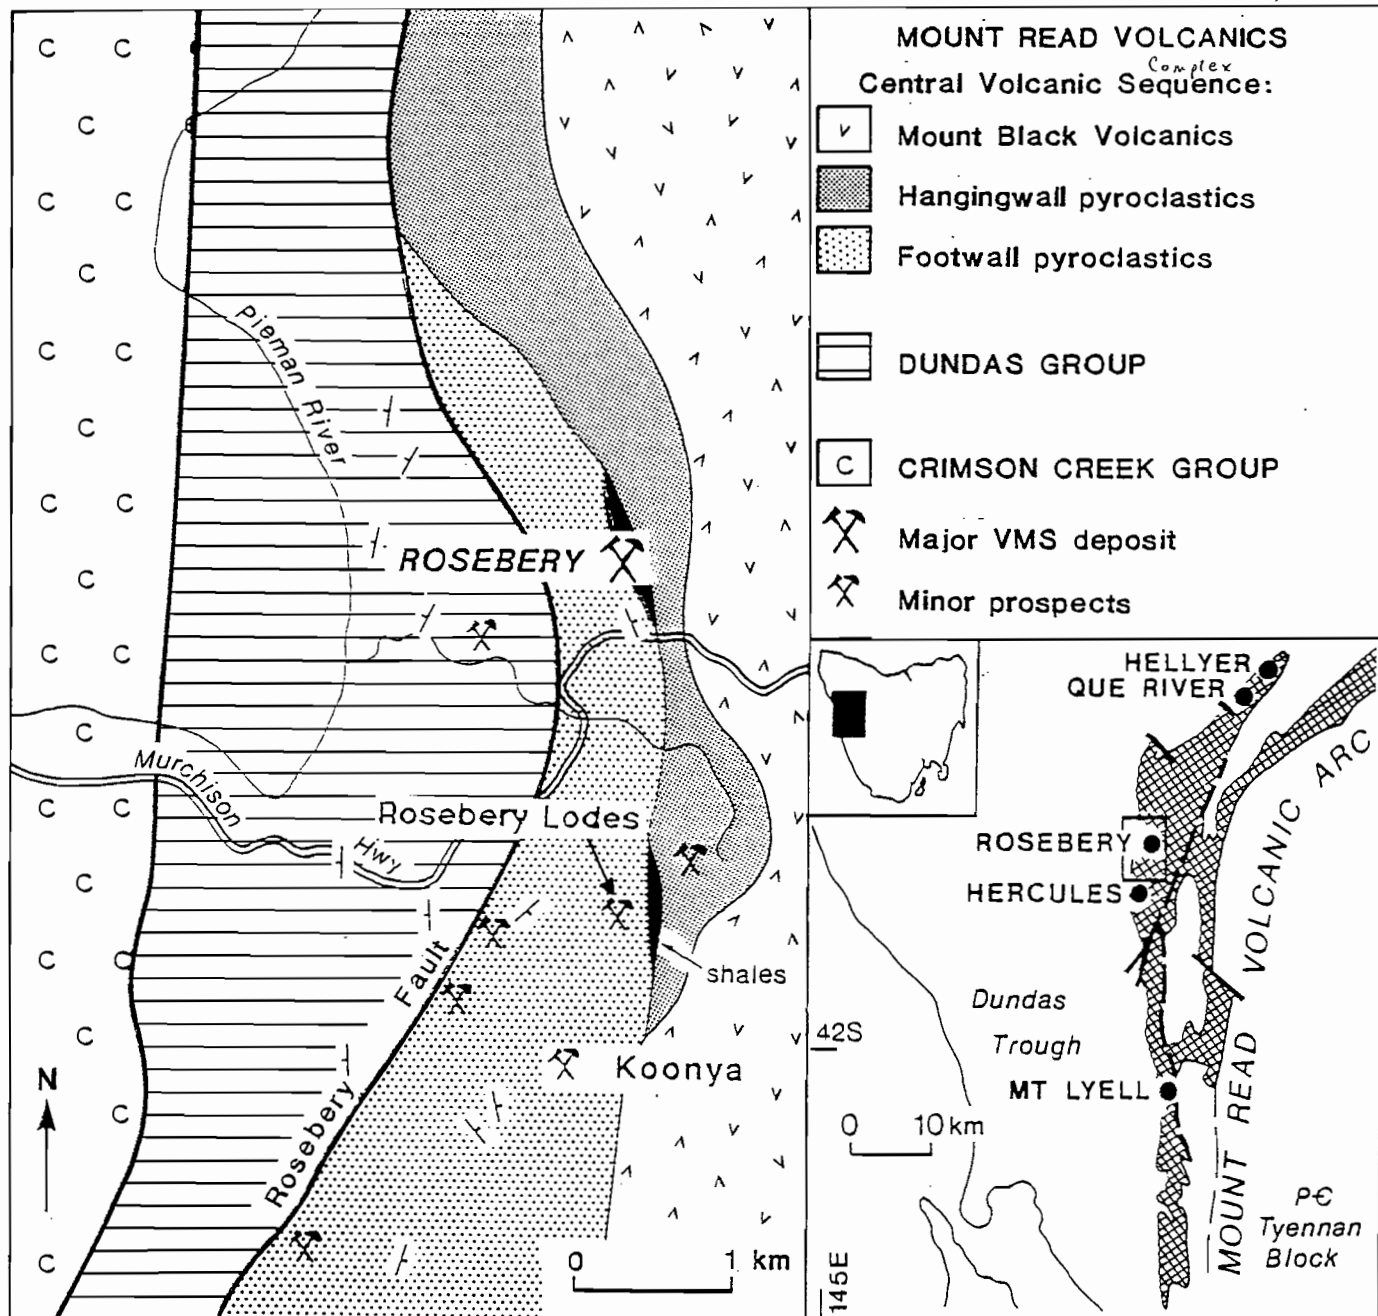 MOUNT READ VOLCANICS
Complex
Central Volcanic Sequence:
v Mount Black Volcanics
Hangingwall pyroclastics
Footwall pyroclastics
DUNDAS GROUP
C CRIMSON CREEK GROUP
Major VMS deposit
Minor prospects
Pieman River
ROSEBERY
Murchison
Hwy
Rosebery Lodes
shales
Rosebery Fault
Koonya
N
0 1 km
HELLYER
QUE RIVER
ROSEBERY
HERCULES
MOUNT READ VOLCANIC ARC
Dundas
Trough
42S
MT LYELL
0 10 km
P€
Tyennan
Block
145E